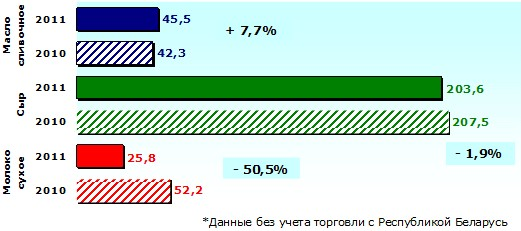 Масло
сливочное
2011
45,5
+ 7,7%
2010
42,3
Сыр
2011
203,6
2010
207,5
- 1,9%
Молоко
сухое
2011
25,8
- 50,5%
2010
52,2
*Данные без учета торговли с Республикой Беларусь